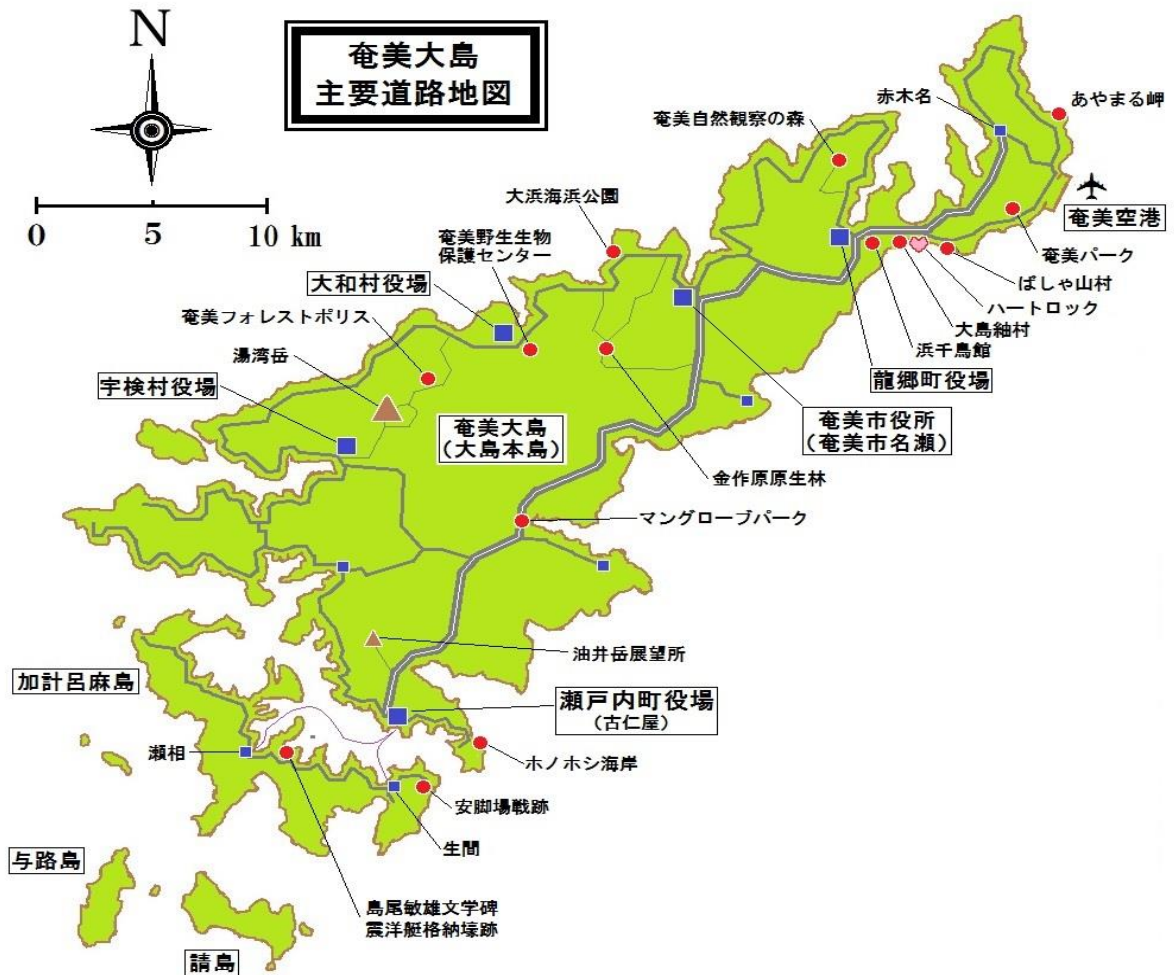 N
奄美大島
主要道路地図
0 5 10 km
赤木名
あやまる岬
奄美自然観察の森
奄美空港
大浜海浜公園
奄美野生生物
保護センター
奄美パーク
大和村役場
ばしゃ山村
奄美フォレストポリス
ハートロック
大島紬村
湯湾岳
浜千鳥館
宇検村役場
龍郷町役場
奄美大島
(大島本島)
奄美市役所
(奄美市名瀬)
金作原原生林
マングローブパーク
油井岳展望所
加計呂麻島
瀬戸内町役場
(古仁屋)
瀬相
ホノホシ海岸
安脚場戦跡
生間
与路島
島尾敏雄文学碑
震洋艇格納壕跡
請島